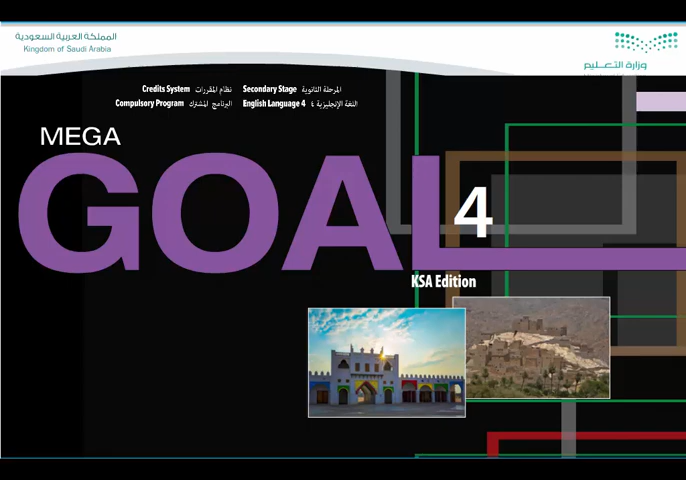 المملكة العربية السعودية
Kingdom of Saudi Arabia
وزارة التعليم
Credits System نظام المقررات Secondary Stage المرحلة الثانوية
Compulsory Program البرنامج المشترك English Language 4 اللغة الإنجليزية ٤
MEGA
GOAL
4
KSA Edition